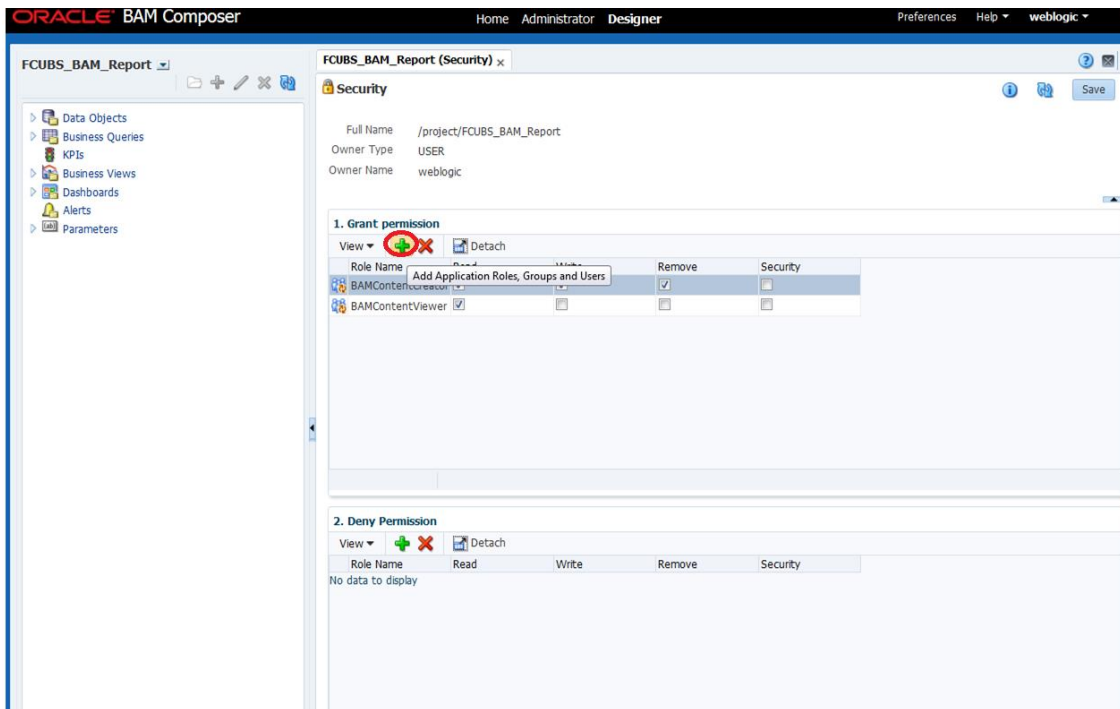 ORACLE BAM Composer
Home Administrator Designer
Preferences Help weblogic
FCUBS_BAM_Report
Data Objects
Business Queries
KPIs
Business Views
Dashboards
Alerts
Parameters
FCUBS_BAM_Report (Security)
Security
Save
Full Name /project/FCUBS_BAM_Report
Owner Type USER
Owner Name weblogic
1. Grant permission
View Detach
Role Name Remove Security
Add Application Roles, Groups and Users
BAMContentCreator
BAMContentViewer
2. Deny Permission
View Detach
Role Name Read Write Remove Security
No data to display